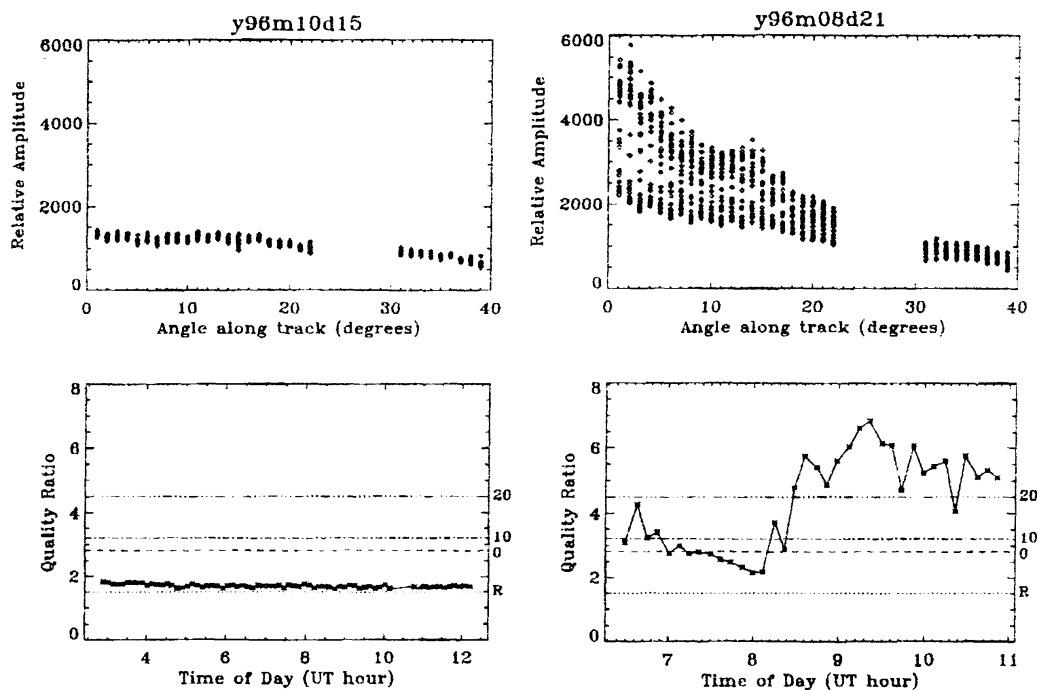 y96m10d15
6000
4000
2000
0
Relative Amplitude
0 10 20 30 40
Angle along track (degrees)
y96m08d21
6000
4000
2000
0
Relative Amplitude
0 10 20 30 40
Angle along track (degrees)
8
6
4
2
0
Quality Ratio
20
10
0
R
4 6 8 10 12
Time of Day (UT hour)
8
6
4
2
0
Quality Ratio
20
10
0
R
7 8 9 10 11
Time of Day (UT hour)